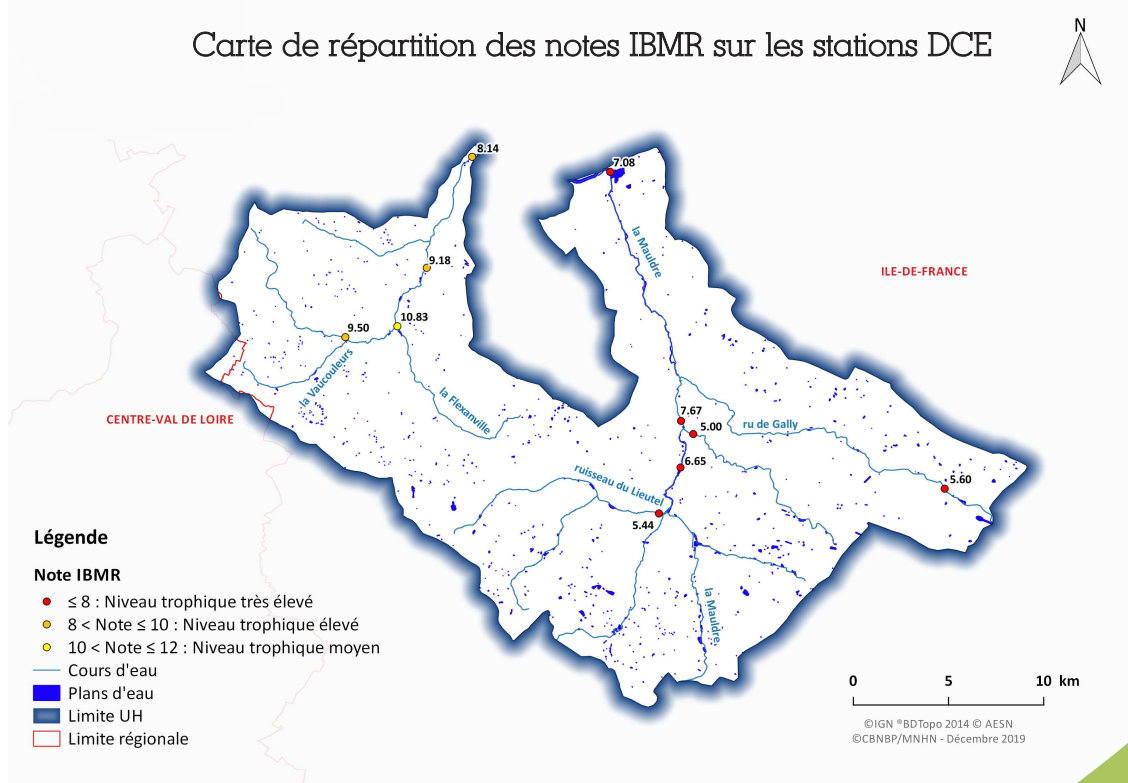 Carte de répartition des notes IBMR sur les stations DCE
N
8.14
7.08
la Mauldre
9.18
ILE-DE-FRANCE
10.83
9.50
la Vaucouleurs
la Flexanville
CENTRE-VAL DE LOIRE
7.67
5.00
ru de Gally
6.65
ruisseau du Lieutel
5.60
5.44
la Mauldre
Légende
Note IBMR
≤ 8 : Niveau trophique très élevé
8 < Note ≤ 10 : Niveau trophique élevé
10 < Note ≤ 12 : Niveau trophique moyen
Cours d'eau
Plans d'eau
Limite UH
Limite régionale
0 5 10 km
©IGN ®BDTopo 2014 © AESN
©CBNBP/MNHN - Décembre 2019